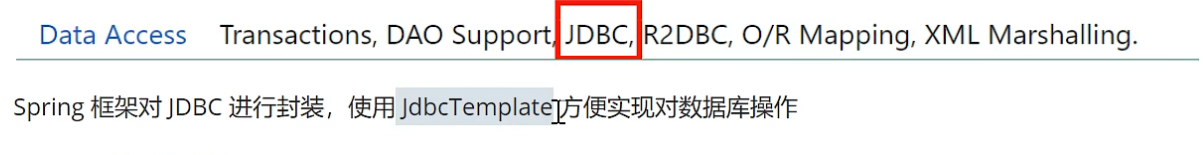 Data Access Transactions, DAO Support, JDBC, R2DBC, O/R Mapping, XML Marshalling.
Spring 框架对 JDBC 进行封装，使用 JdbcTemplate 方便实现对数据库操作